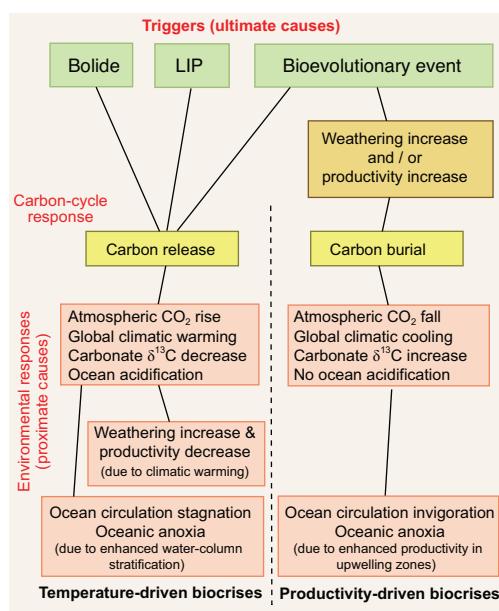 Triggers (ultimate causes)
Bolide
LIP
Bioevolutionary event
Weathering increase
and / or
productivity increase
Carbon-cycle
response
Carbon release
Carbon burial
Environmental responses
(proximate causes)
Atmospheric CO₂ rise
Global climatic warming
Carbonate δ¹³C decrease
Ocean acidification
Atmospheric CO₂ fall
Global climatic cooling
Carbonate δ¹³C increase
No ocean acidification
Weathering increase &
productivity decrease
(due to climatic warming)
Ocean circulation stagnation
Oceanic anoxia
(due to enhanced water-column
stratification)
Ocean circulation invigoration
Oceanic anoxia
(due to enhanced productivity in
upwelling zones)
Temperature-driven biocrises
Productivity-driven biocrises